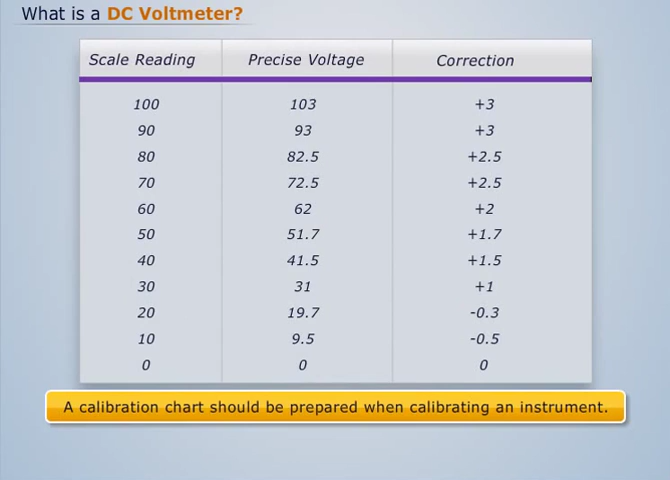 What is a DC Voltmeter?
Scale Reading Precise Voltage Correction
100 103 +3
90 93 +3
80 82.5 +2.5
70 72.5 +2.5
60 62 +2
50 51.7 +1.7
40 41.5 +1.5
30 31 +1
20 19.7 -0.3
10 9.5 -0.5
0 0 0
A calibration chart should be prepared when calibrating an instrument.